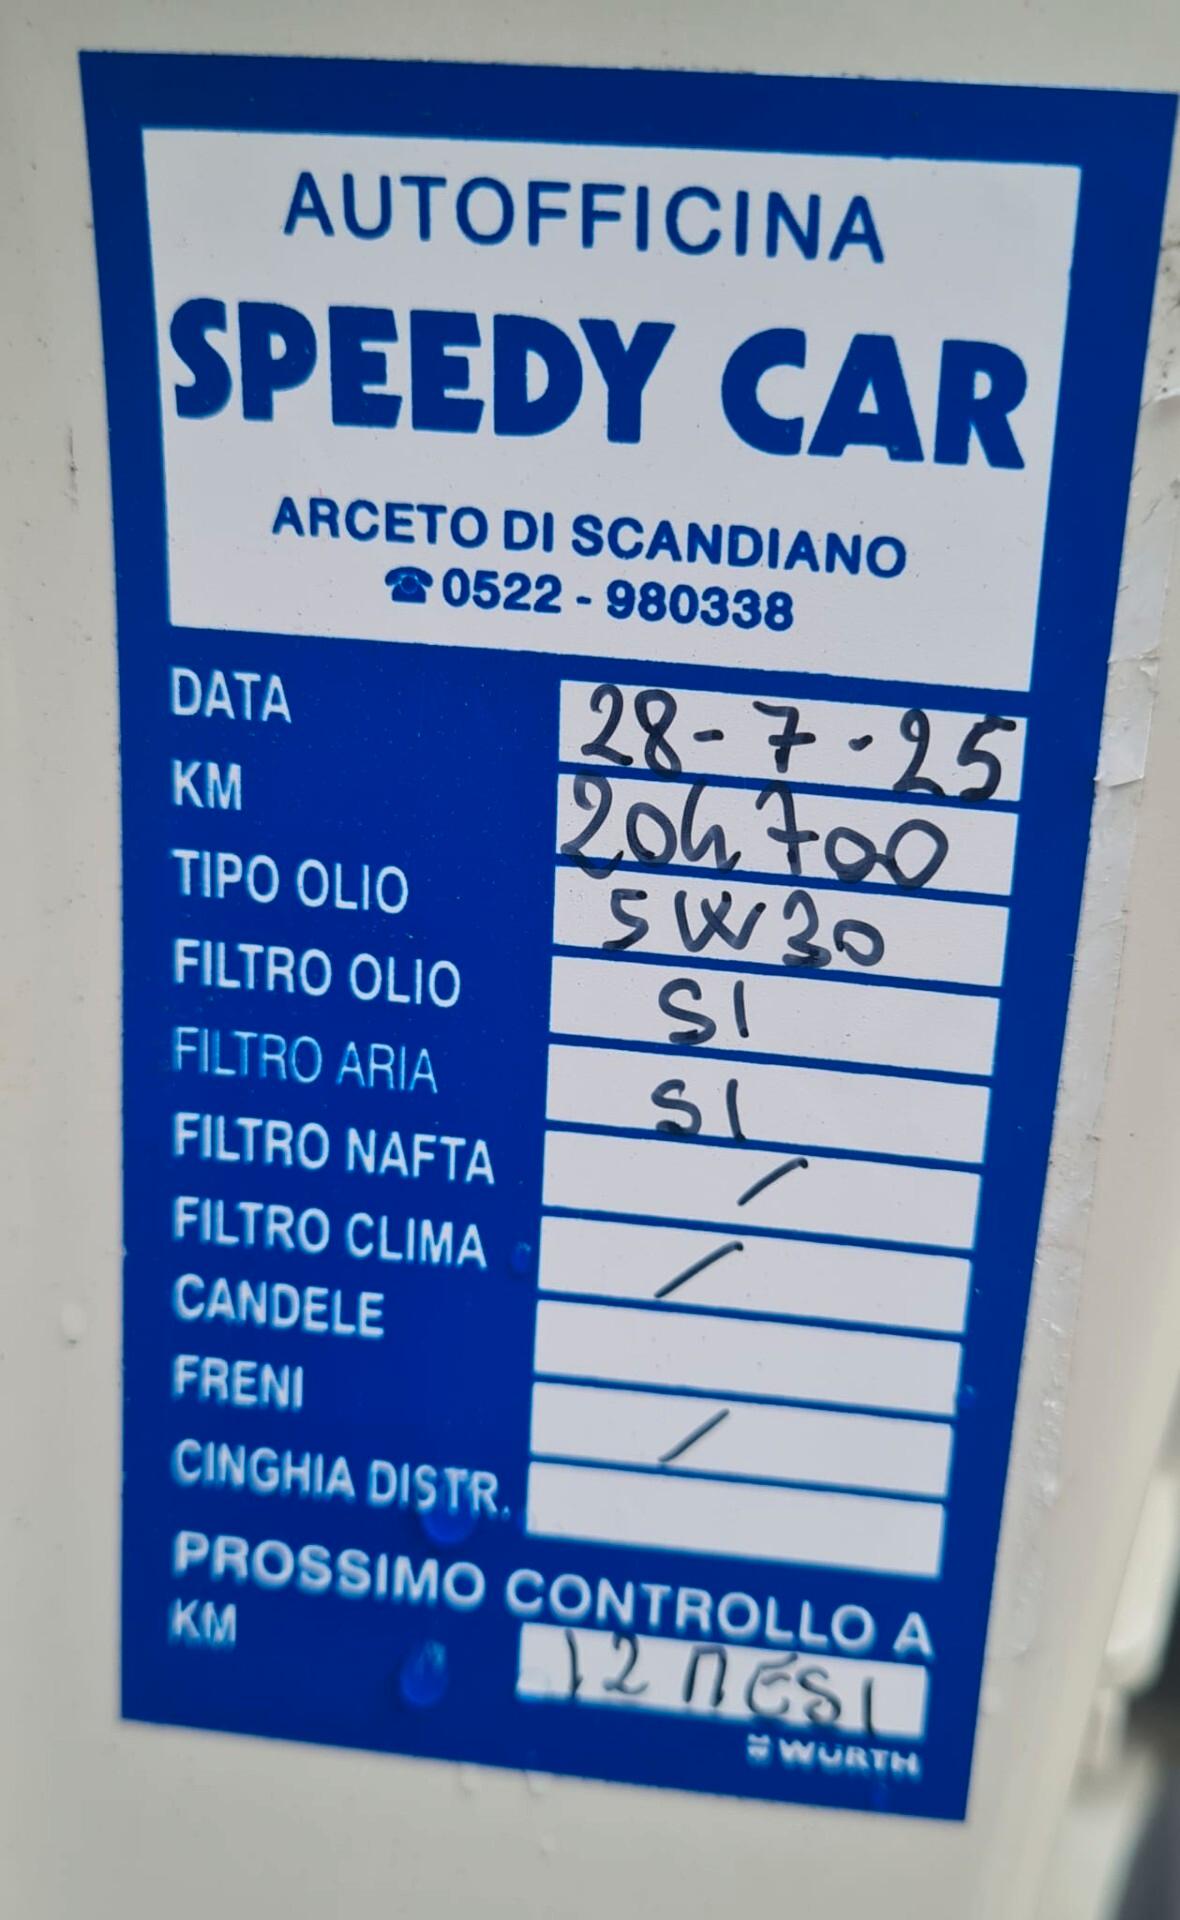 AUTOFFICINA
SPEEDY CAR
ARCETO DI SCANDIANO
☎0522 - 980338
DATA 28-7-25
KM 204700
TIPO OLIO 5W30
FILTRO OLIO SI
FILTRO ARIA SI
FILTRO NAFTA /
FILTRO CLIMA /
CANDELE
FRENI /
CINGHIA DISTR.
PROSSIMO CONTROLLO A
KM 12 MESI
WÜRTH